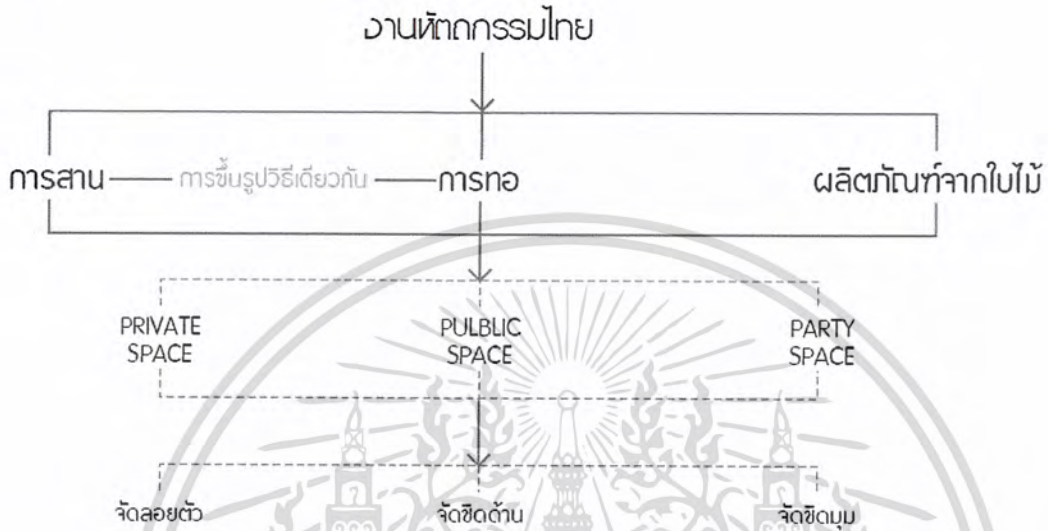 งานหัตถกรรมไทย
การสาน การขึ้นรูปวิธีเดียวกัน การทอ ผลิตภัณฑ์จากใบไม้
PRIVATE SPACE
PULBLIC SPACE
PARTY SPACE
จัดลอยตัว จัดชิดด้าน จัดชิดมุม